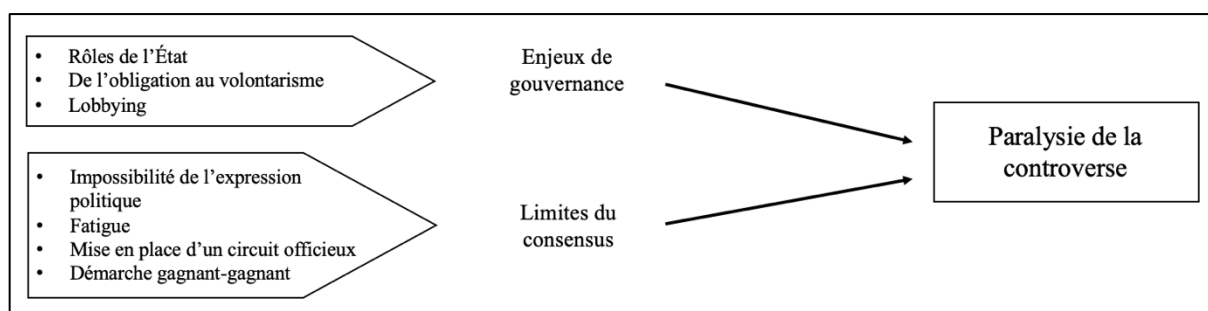 • Rôles de l’État
• De l’obligation au volontarisme
• Lobbying
Enjeux de
gouvernance
• Impossibilité de l’expression
politique
• Fatigue
• Mise en place d’un circuit officieux
• Démarche gagnant-gagnant
Limites du
consensus
Paralysie de la
controverse